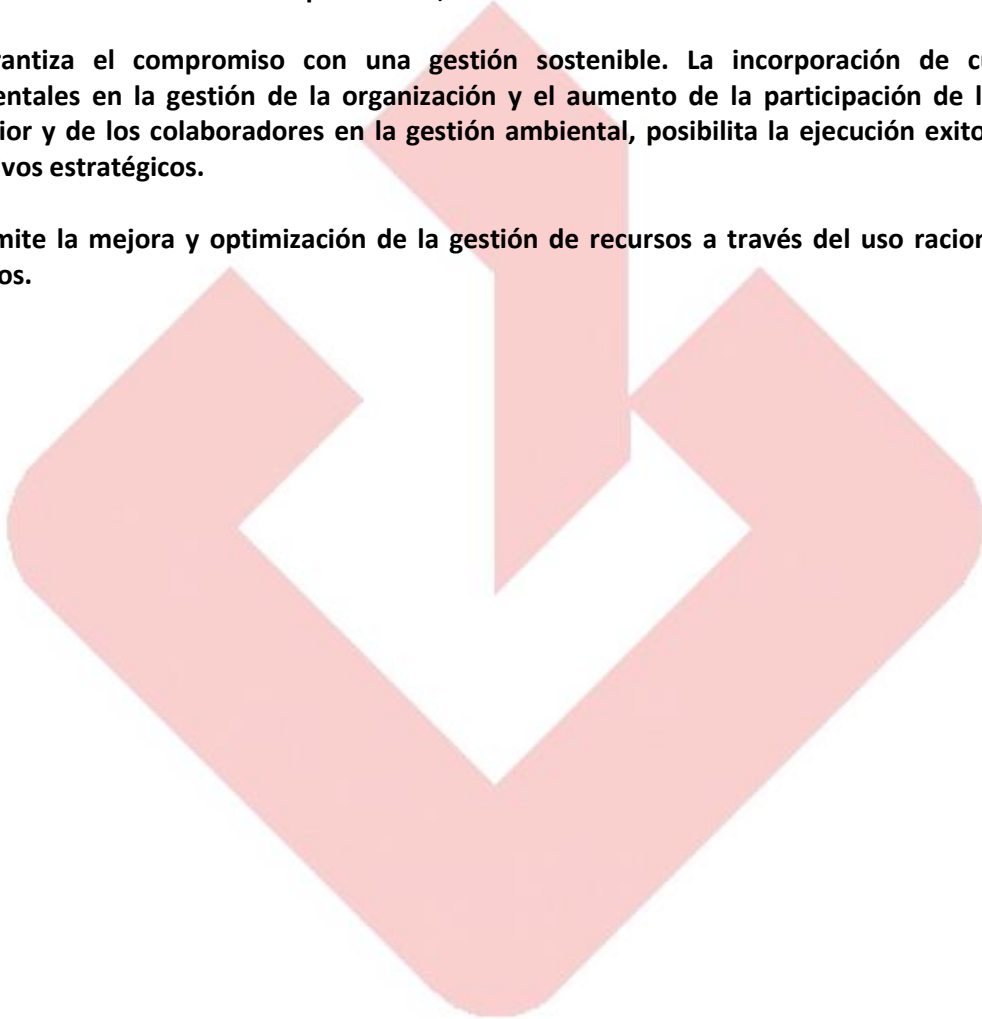 rantiza el compromiso con una gestión sostenible. La incorporación de cu
entales en la gestión de la organización y el aumento de la participación de l
ior y de los colaboradores en la gestión ambiental, posibilita la ejecución exito
vos estratégicos.
mite la mejora y optimización de la gestión de recursos a través del uso racion
os.